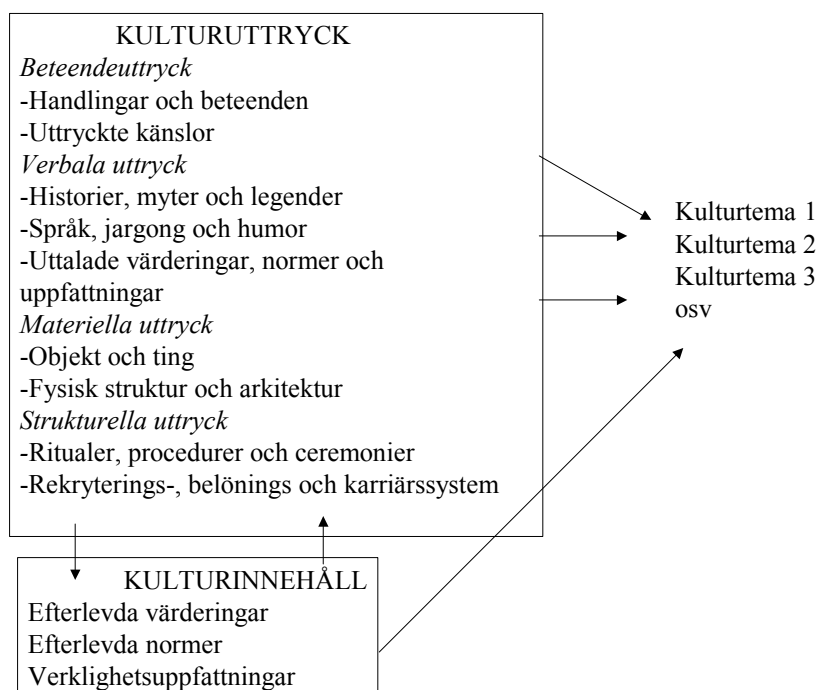 KULTURUTTRYCK
Beteendeuttryck
-Handlingar och beteenden
-Uttryckte känslor
Verbala uttryck
-Historier, myter och legender
-Språk, jargong och humor
-Uttalade värderingar, normer och
uppfattningar
Materiella uttryck
-Objekt och ting
-Fysisk struktur och arkitektur
Strukturella uttryck
-Ritualer, procedurer och ceremonier
-Rekryterings-, belönings och karriärssystem
Kulturtema 1
Kulturtema 2
Kulturtema 3
osv
KULTURINNEHÅLL
Efterlevda värderingar
Efterlevda normer
Verklighetsuppfattningar